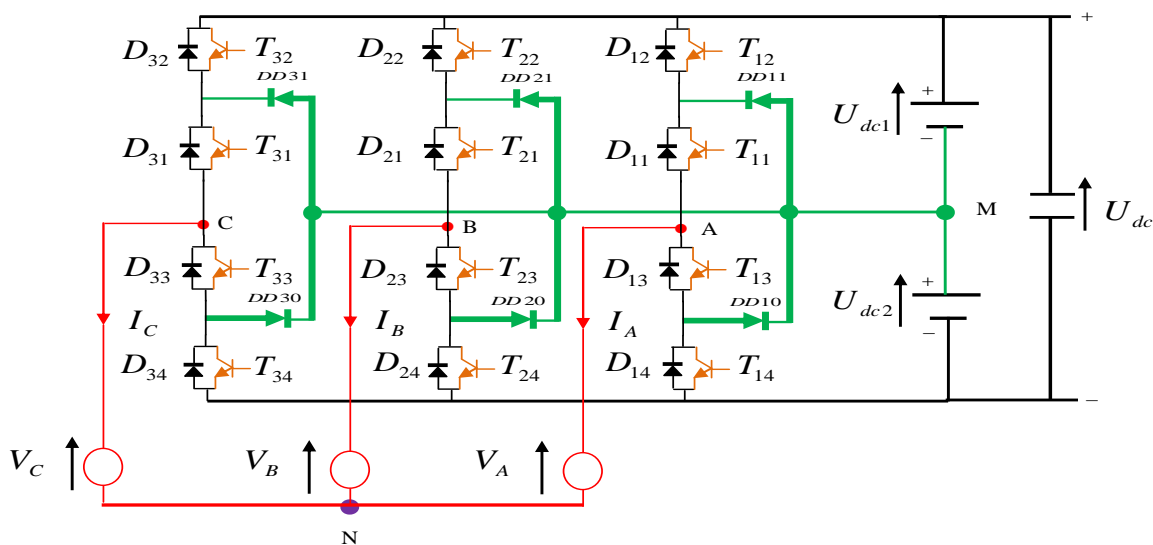 +
D32 T32 D22 T22 D12 T12
DD31 DD21 DD11
+
Udc1
−
D31 T31 D21 T21 D11 T11
M
Udc
C B A
D33 T33 D23 T23 D13 T13
DD30 DD20 DD10
+
Udc2
−
IC IB IA
D34 T34 D24 T24 D14 T14
−
VC VB VA
N